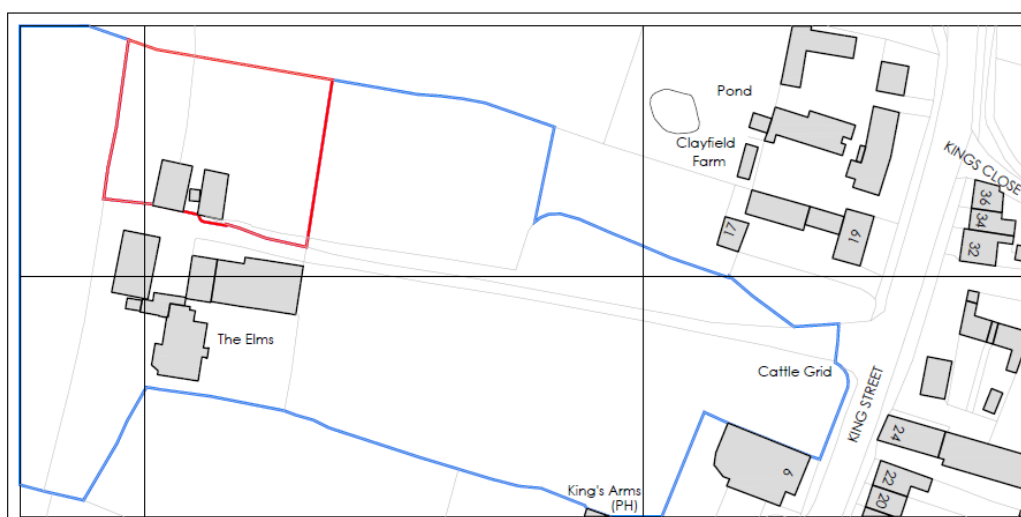 Pond
Clayfield
Farm
KINGS CLOSE
36
34
32
17
19
The Elms
Cattle Grid
KING STREET
24
6
22
20
King's Arms
(PH)